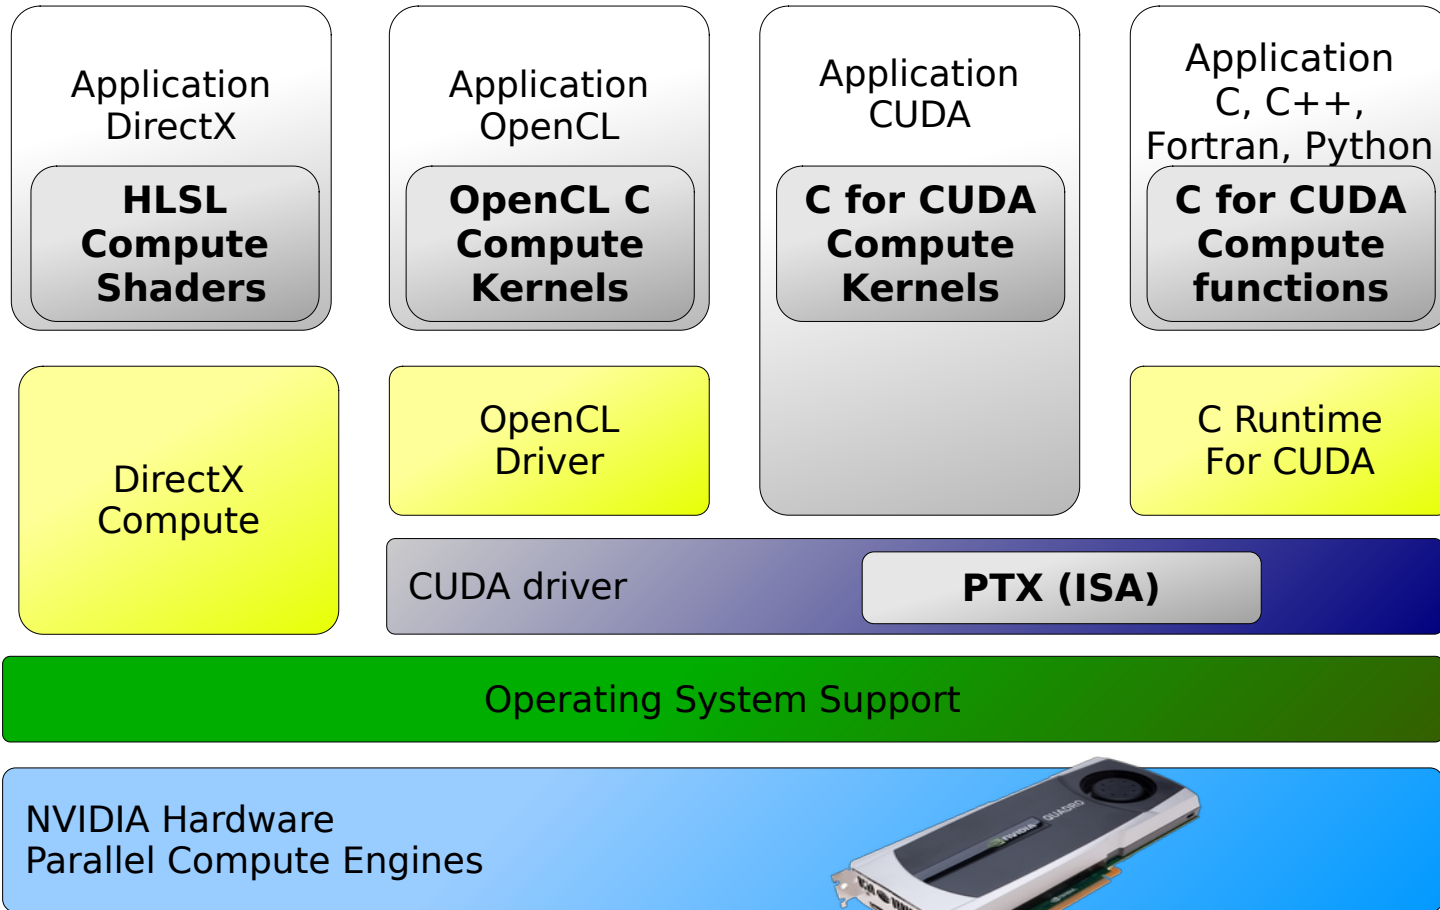 Application
DirectX
HLSL
Compute
Shaders
Application
OpenCL
OpenCL C
Compute
Kernels
Application
CUDA
C for CUDA
Compute
Kernels
Application
C, C++,
Fortran, Python
C for CUDA
Compute
functions
DirectX
Compute
OpenCL
Driver
C Runtime
For CUDA
CUDA driver
PTX (ISA)
Operating System Support
NVIDIA Hardware
Parallel Compute Engines
nVIDIA
QUADRO